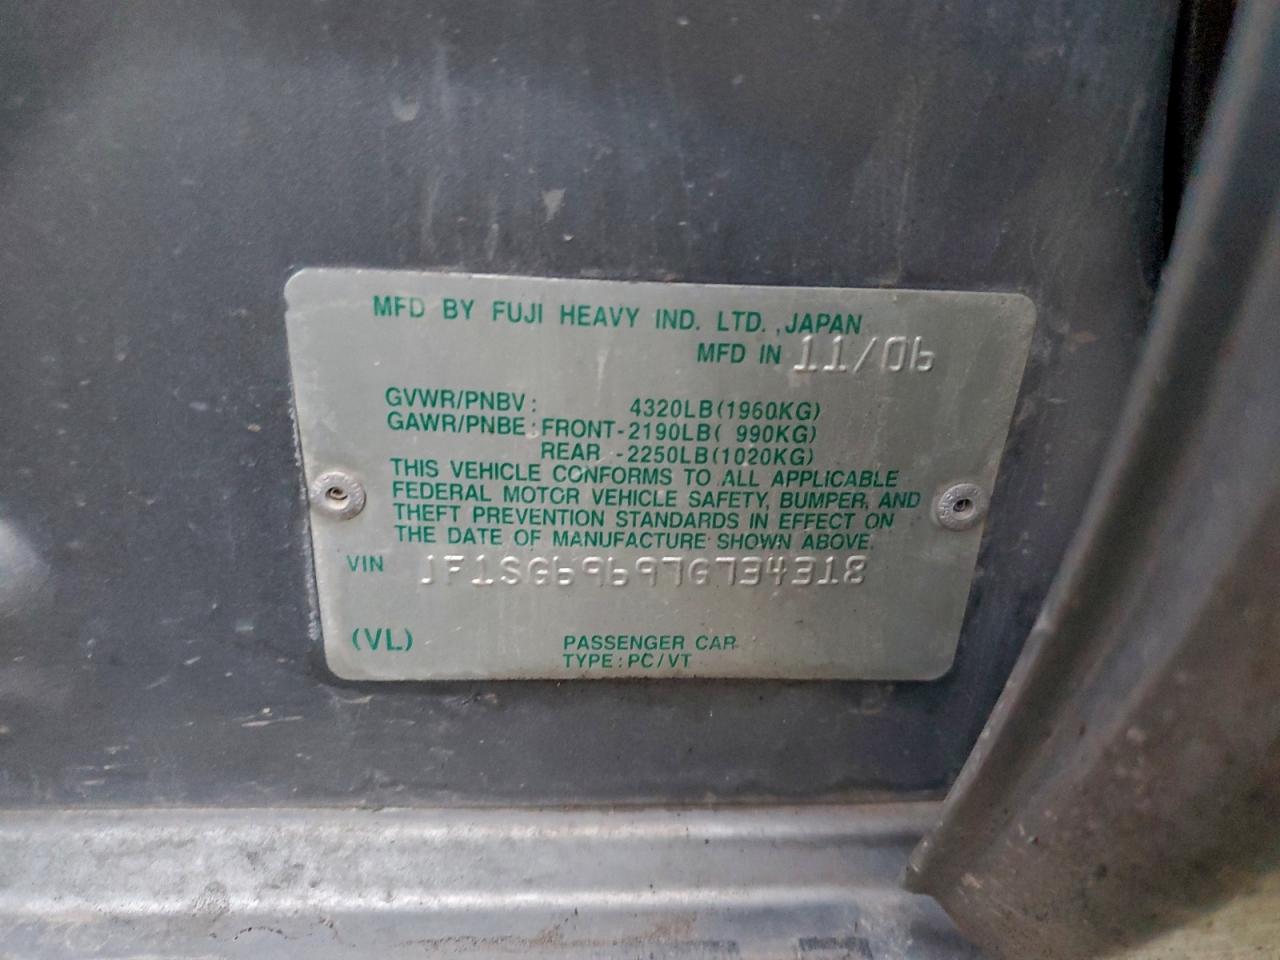 MFD BY FUJI HEAVY IND. LTD., JAPAN
MFD IN 11/06
GVWR/PNBV: 4320LB(1960KG)
GAWR/PNBE: FRONT-2190LB( 990KG)
REAR -2250LB(1020KG)
THIS VEHICLE CONFORMS TO ALL APPLICABLE
FEDERAL MOTOR VEHICLE SAFETY, BUMPER, AND
THEFT PREVENTION STANDARDS IN EFFECT ON
THE DATE OF MANUFACTURE SHOWN ABOVE.
VIN JF1SG69697G734318
(VL) PASSENGER CAR
TYPE:PC/VT